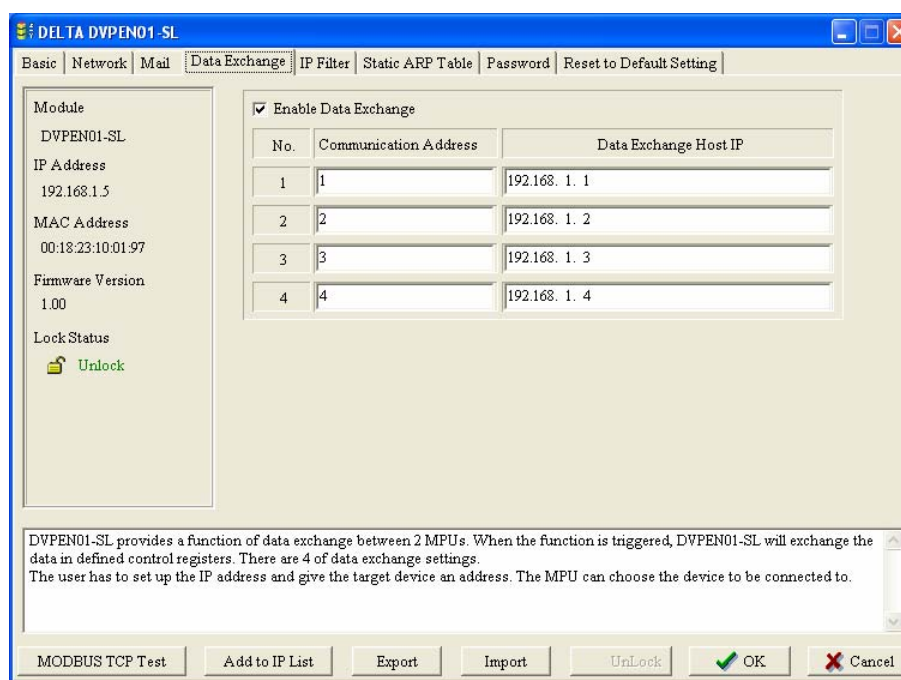 DELTA DVPEN01-SL
Basic Network Mail Data Exchange IP Filter Static ARP Table Password Reset to Default Setting
Module
DVPEN01-SL
IP Address
192.168.1.5
MAC Address
00:18:23:10:01:97
Firmware Version
1.00
Lock Status
Unlock
Enable Data Exchange
No. Communication Address Data Exchange Host IP
1 1 192.168. 1. 1
2 2 192.168. 1. 2
3 3 192.168. 1. 3
4 4 192.168. 1. 4
DVPEN01-SL provides a function of data exchange between 2 MPUs. When the function is triggered, DVPEN01-SL will exchange the
data in defined control registers. There are 4 of data exchange settings.
The user has to set up the IP address and give the target device an address. The MPU can choose the device to be connected to.
MODBUS TCP Test Add to IP List Export Import UnLock OK Cancel